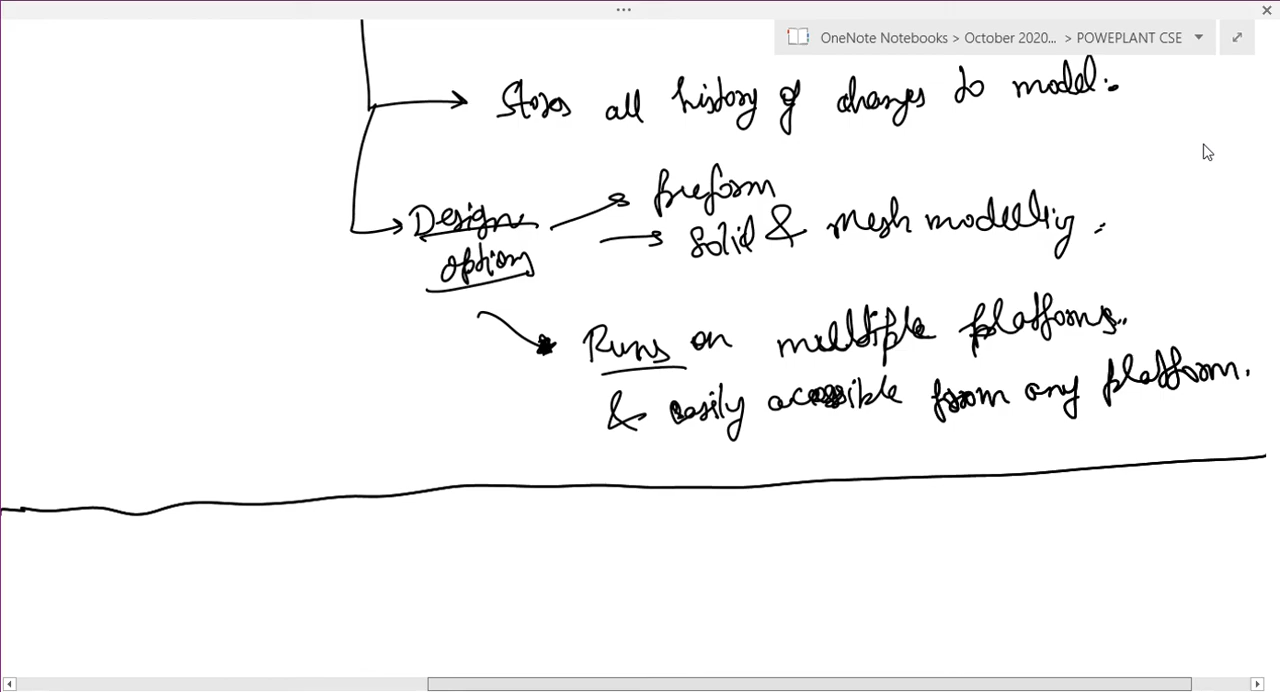 OneNote Notebooks > October 2020... > POWEPLANT CSE
Stores all history of changes to model.
Design options
freeform
Solid & mesh modelling.
Runs on multiple platforms.
& easily accessible from any platform.